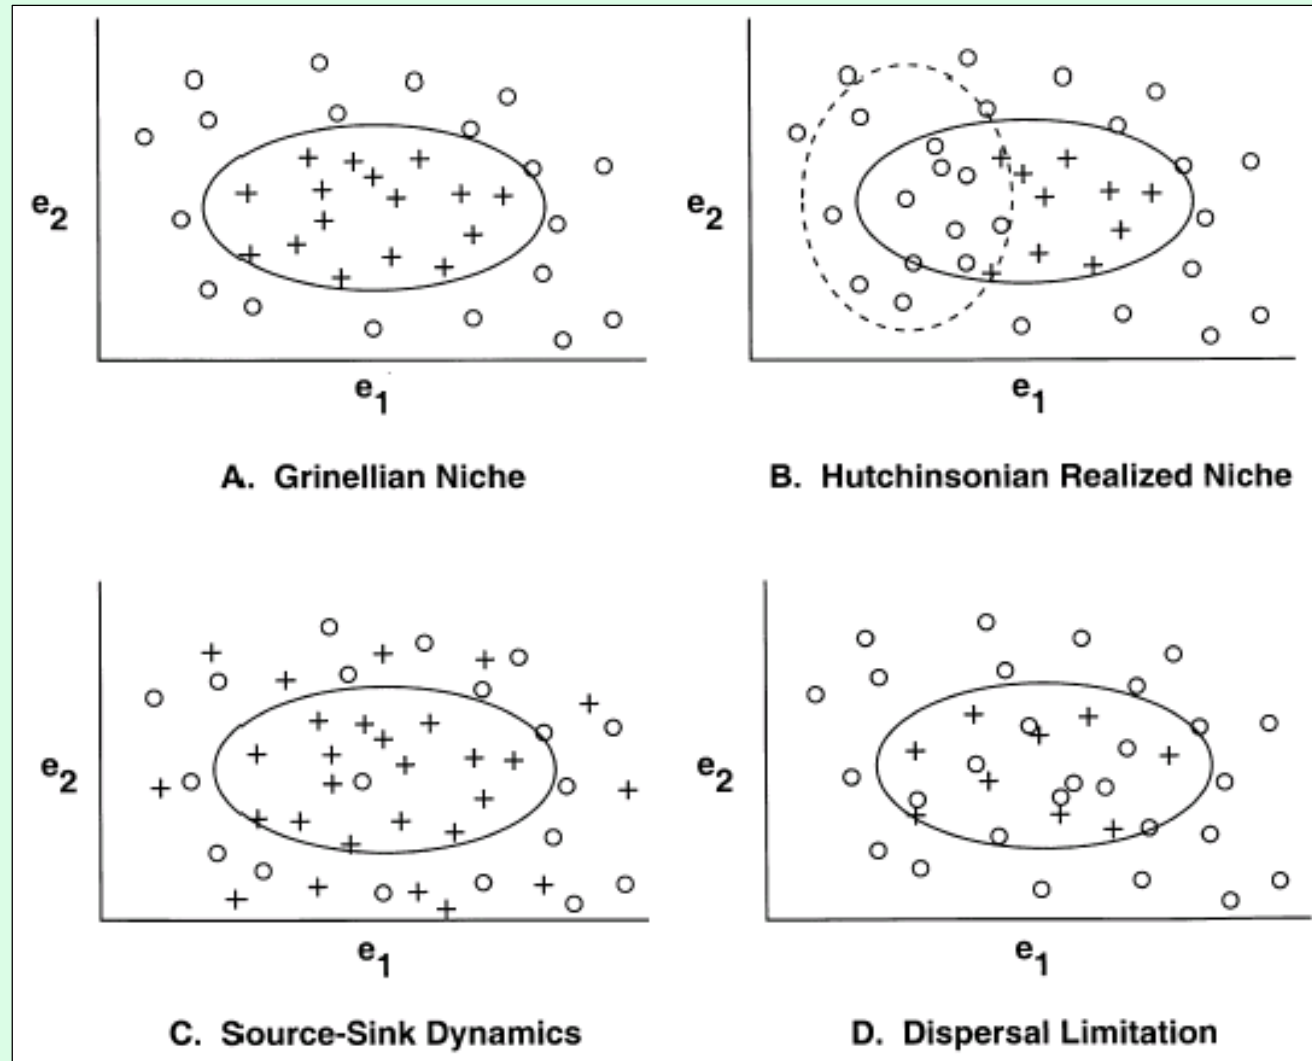 e2
e1
A. Grinellian Niche
e2
e1
B. Hutchinsonian Realized Niche
e2
e1
C. Source-Sink Dynamics
e2
e1
D. Dispersal Limitation